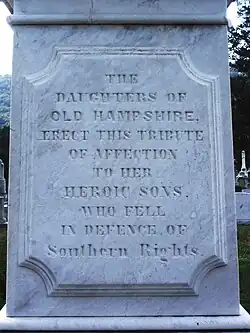 THE
DAUGHTERS OF
OLD HAMPSHIRE,
ERECT THIS TRIBUTE
OF AFFECTION
TO HER
HEROIC SONS,
WHO FELL
IN DEFENCE OF
Southern Rights.